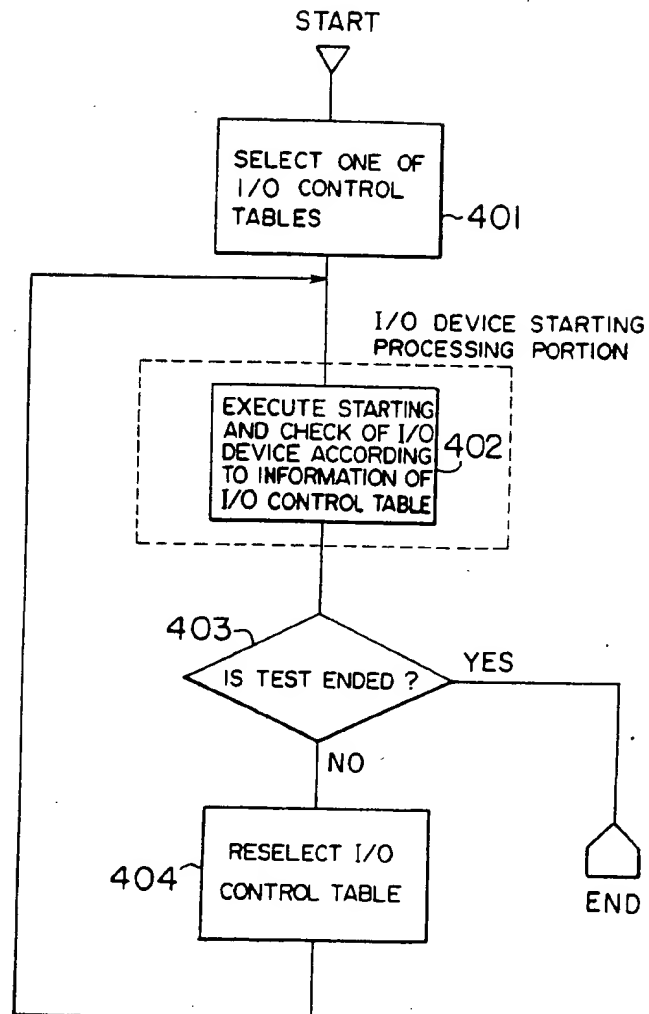 START
SELECT ONE OF
I/O CONTROL
TABLES
401
I/O DEVICE STARTING
PROCESSING PORTION
EXECUTE STARTING
AND CHECK OF I/O
DEVICE ACCORDING
TO INFORMATION OF
I/O CONTROL TABLE
402
403
IS TEST ENDED ?
YES
NO
RESELECT I/O
CONTROL TABLE
404
END